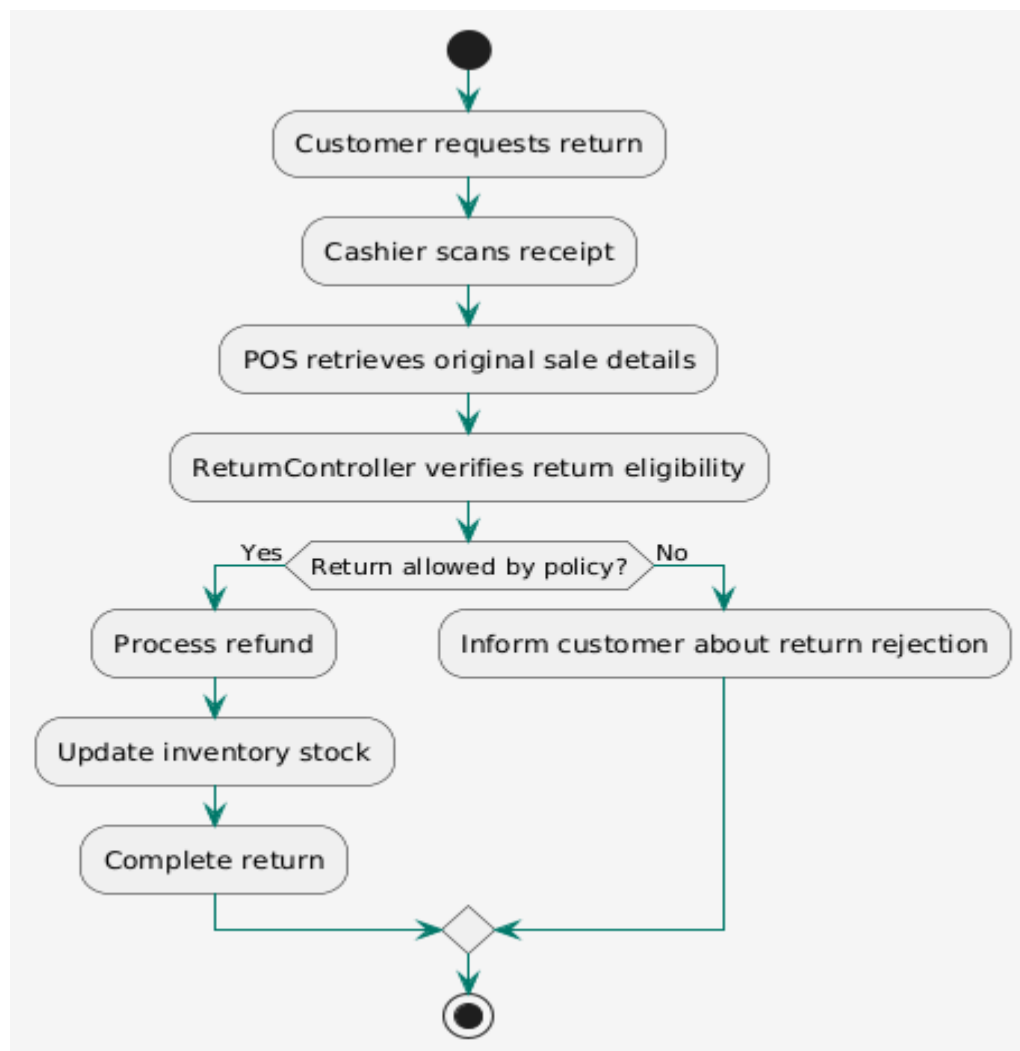 Customer requests return
Cashier scans receipt
POS retrieves original sale details
ReturnController verifies return eligibility
Yes
Return allowed by policy?
No
Process refund
Inform customer about return rejection
Update inventory stock
Complete return